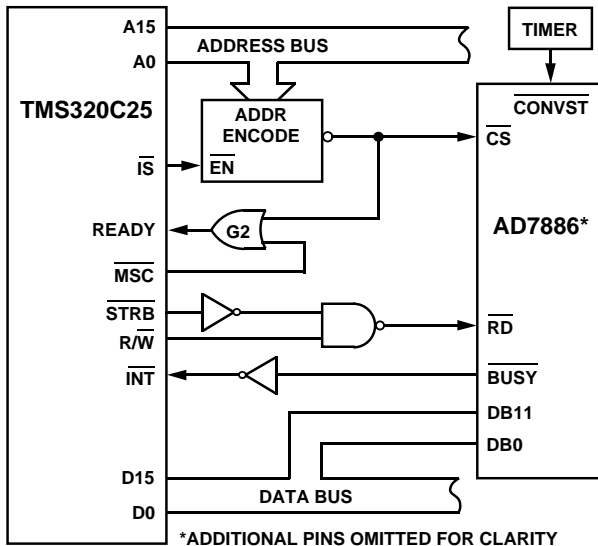 A15
ADDRESS BUS
TIMER
A0
TMS320C25
ADDR
ENCODE
CONVST
CS
IS
EN
READY
G2
AD7886*
MSC
STRB
R/W
RD
INT
BUSY
DB11
DB0
D15
DATA BUS
D0
*ADDITIONAL PINS OMITTED FOR CLARITY